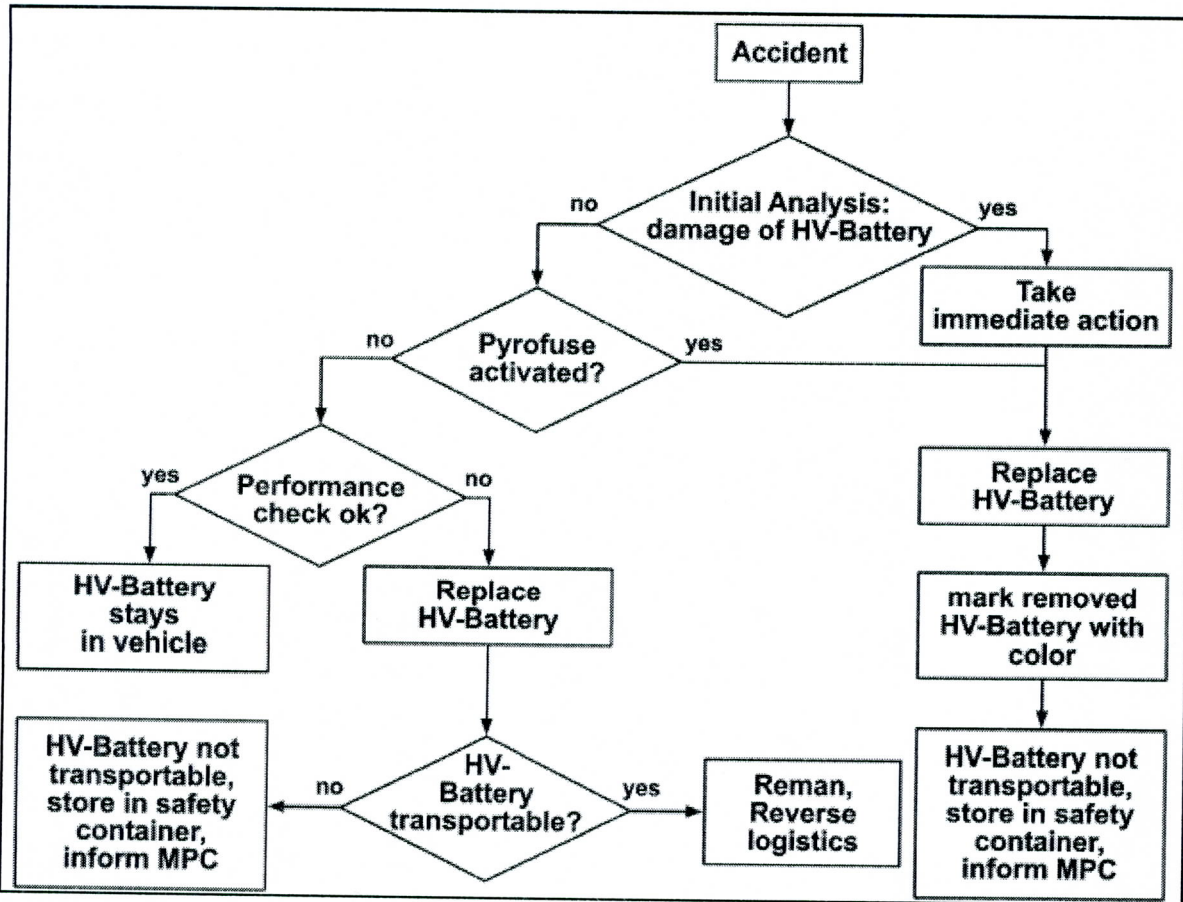 Accident
Initial Analysis:
damage of HV-Battery
no
yes
Take
immediate action
Pyrofuse
activated?
no
yes
Performance
check ok?
yes
no
Replace
HV-Battery
HV-Battery
stays
in vehicle
Replace
HV-Battery
mark removed
HV-Battery with
color
HV-Battery not
transportable,
store in safety
container,
inform MPC
no
HV-
Battery
transportable?
yes
Reman,
Reverse
logistics
HV-Battery not
transportable,
store in safety
container,
inform MPC